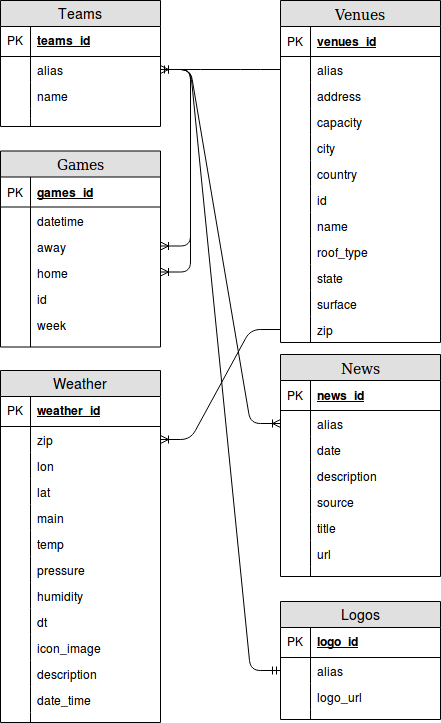 Teams
PK teams_id
alias
name
Games
PK games_id
datetime
away
home
id
week
Weather
PK weather_id
zip
lon
lat
main
temp
pressure
humidity
dt
icon_image
description
date_time
Venues
PK venues_id
alias
address
capacity
city
country
id
name
roof_type
state
surface
zip
News
PK news_id
alias
date
description
source
title
url
Logos
PK logo_id
alias
logo_url